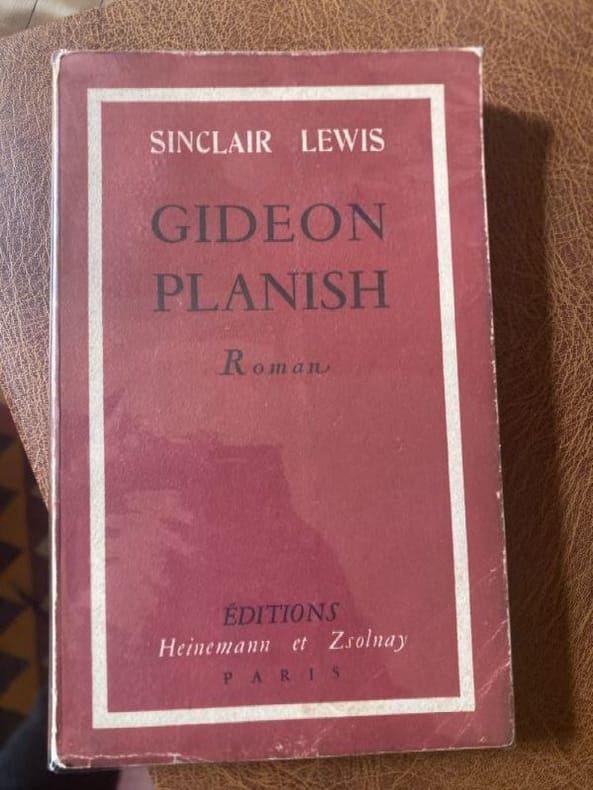 SINCLAIR LEWIS
GIDEON
PLANISH
Roman
ÉDITIONS
Heinemann et Zsolnay
PARIS